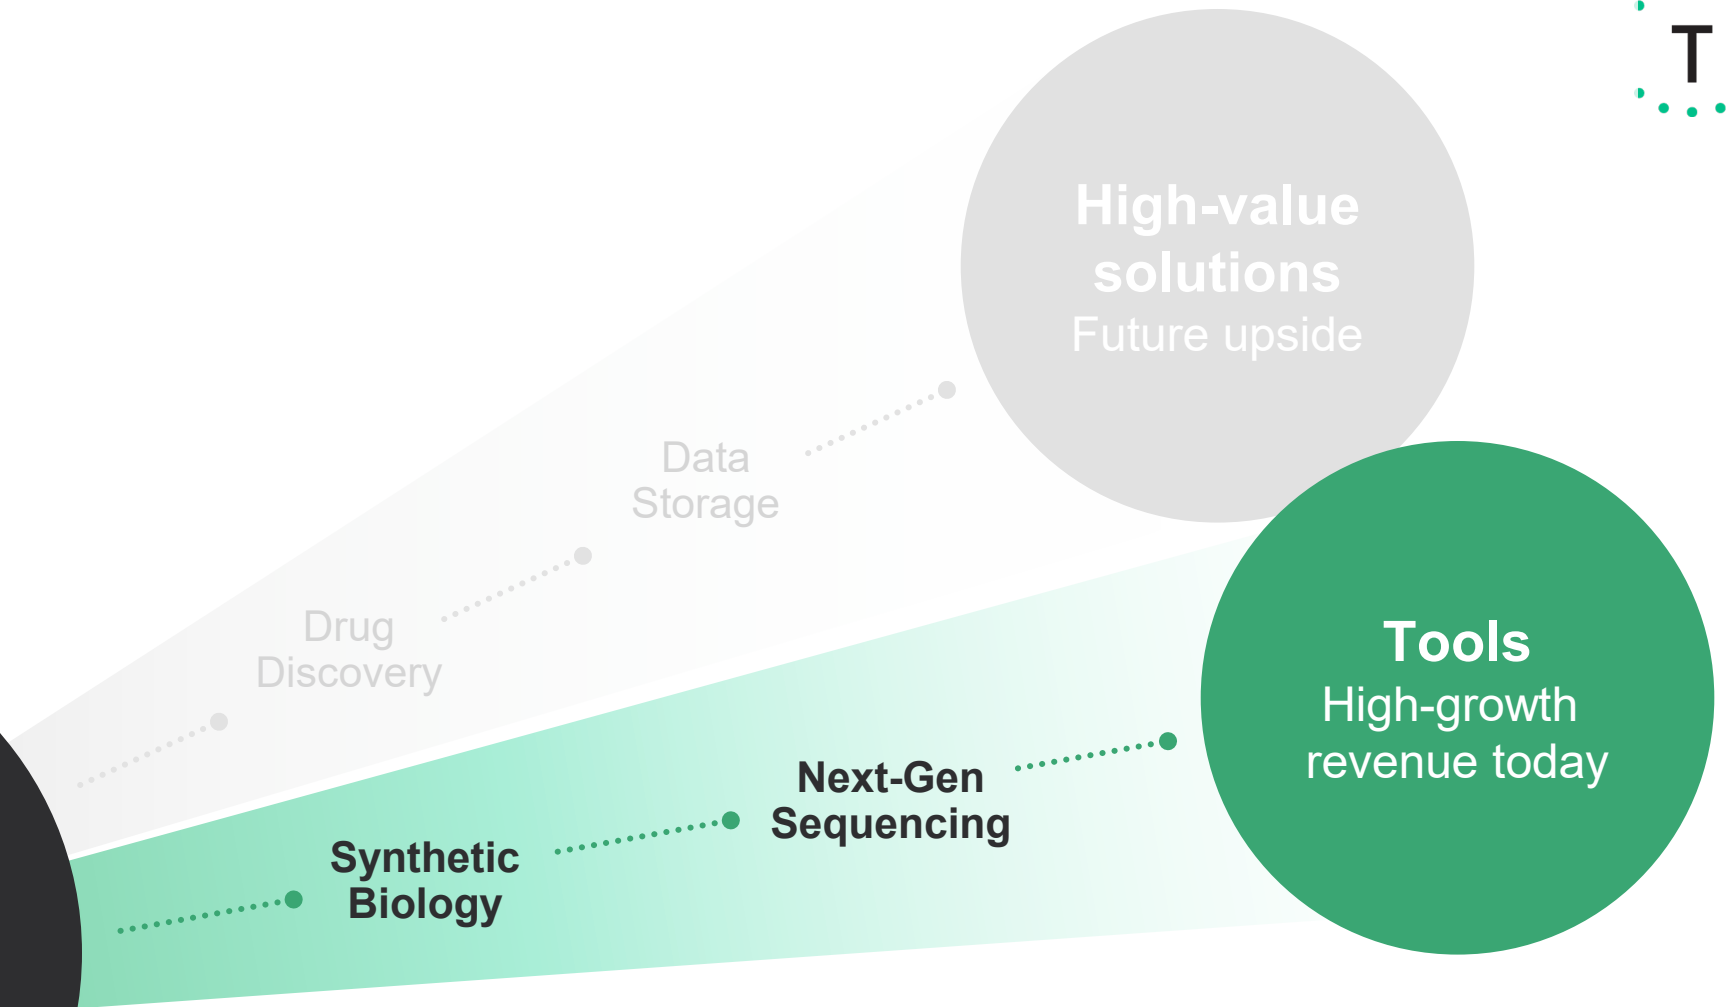 T
High-value
solutions
Future upside
Data
Storage
Drug
Discovery
Tools
High-growth
revenue today
Next-Gen
Sequencing
Synthetic
Biology